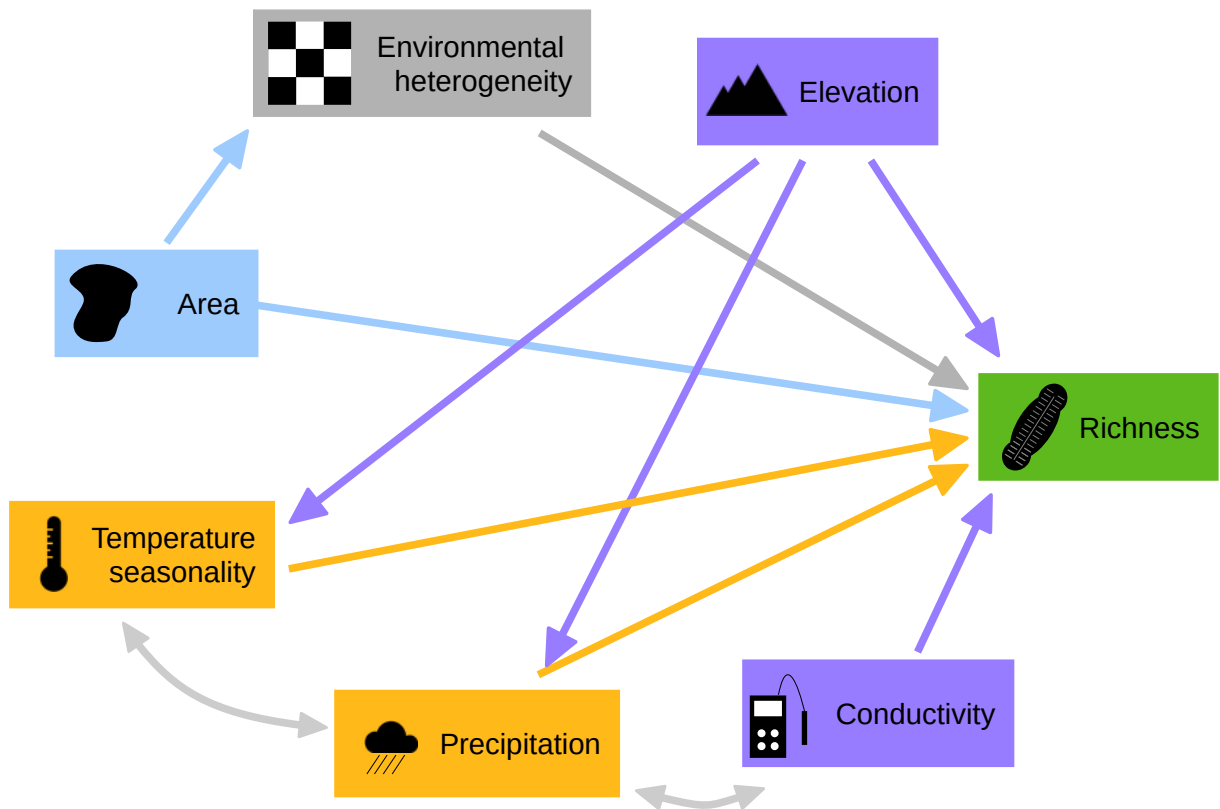 Environmental
heterogeneity
Elevation
Area
Richness
Temperature
seasonality
Conductivity
Precipitation